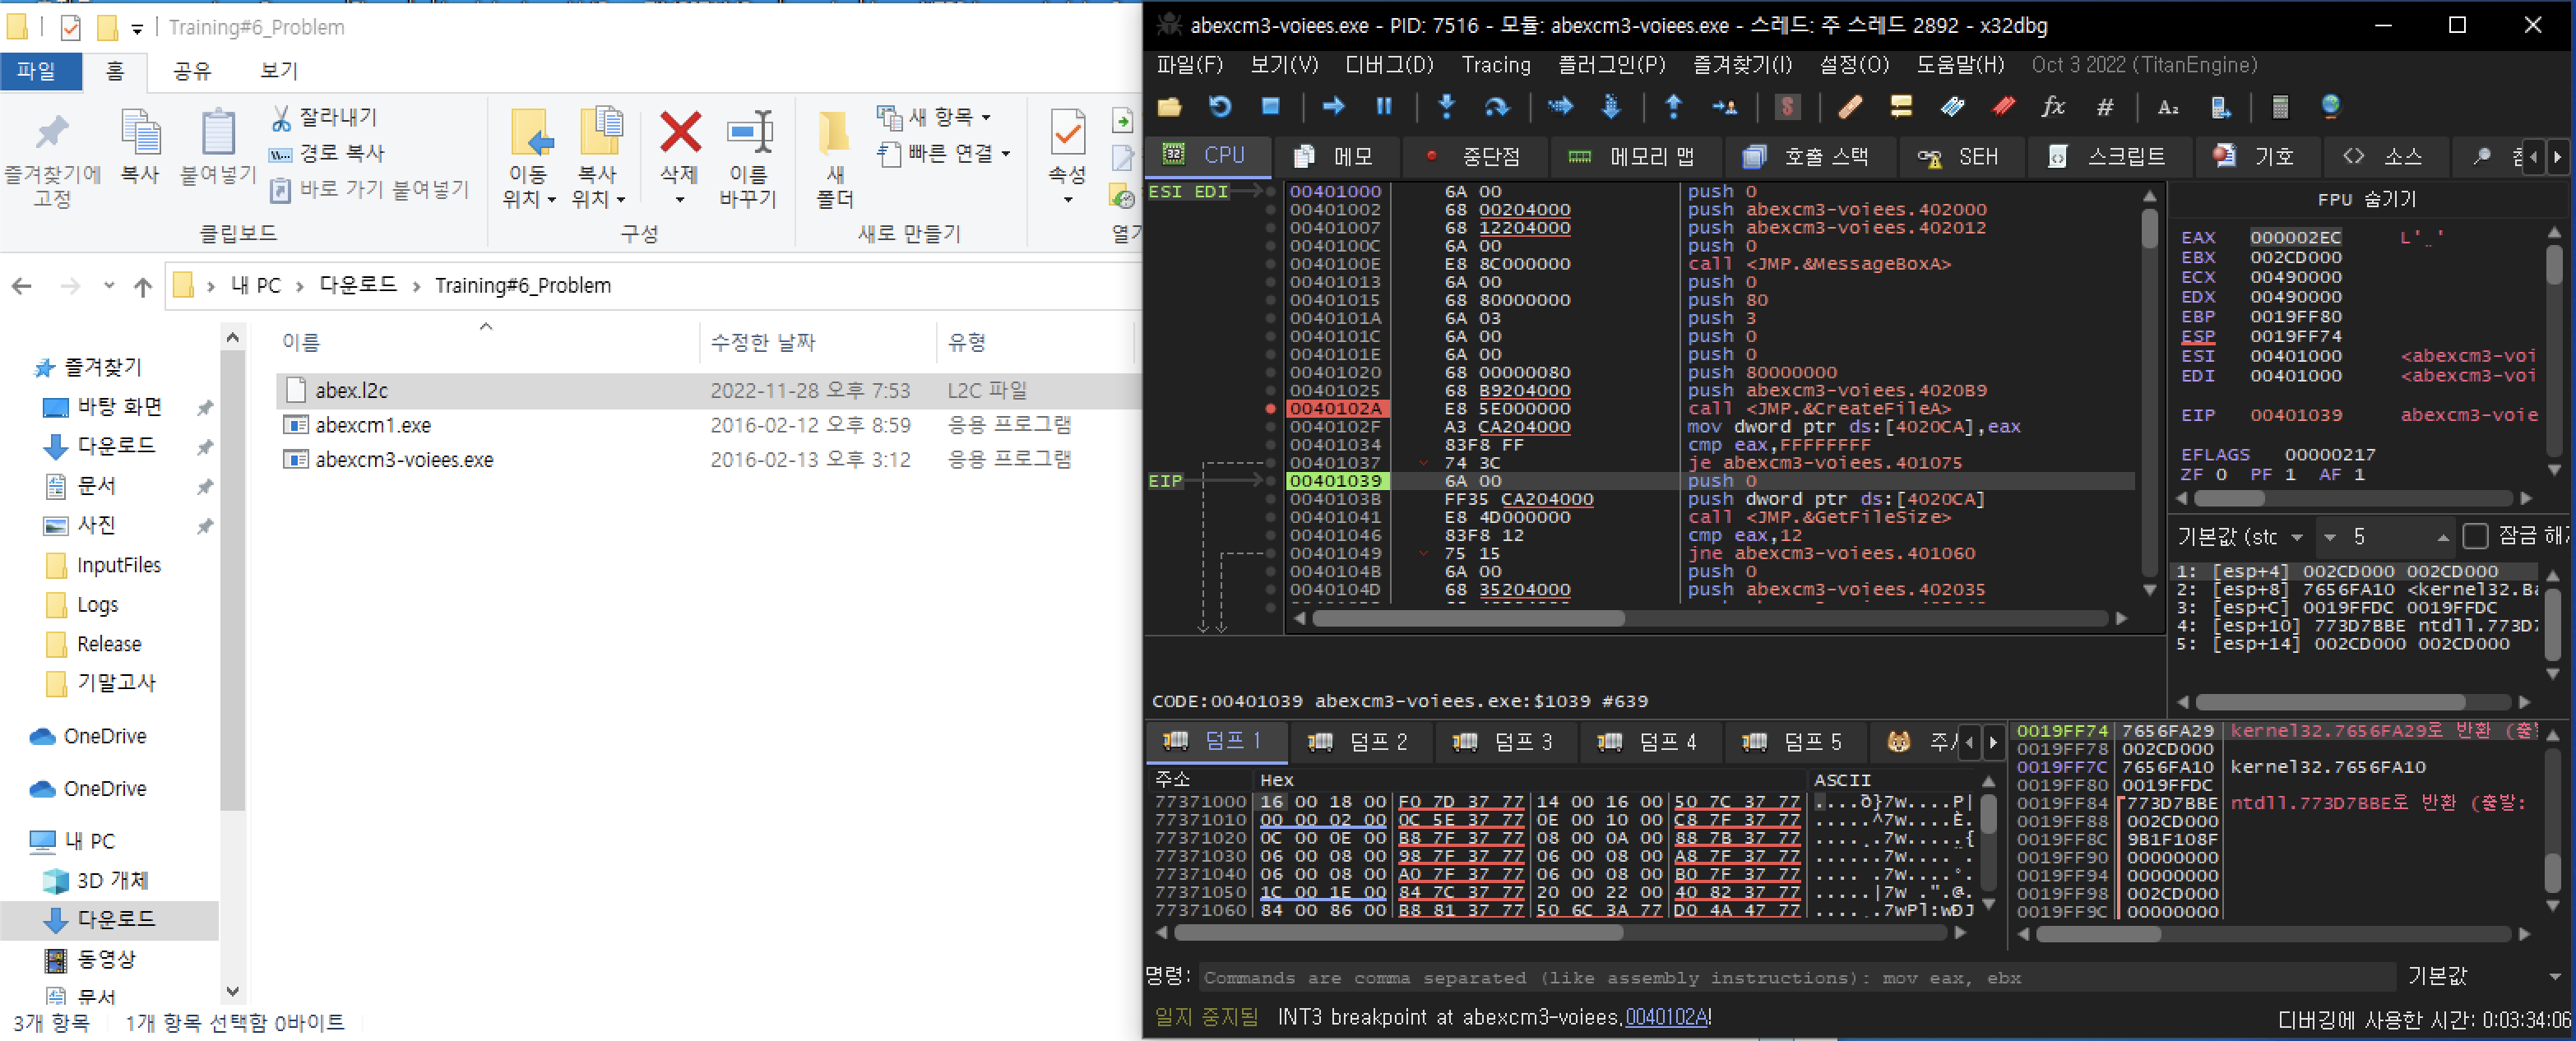 Training#6_Problem
파일 홈 공유 보기
즐겨찾기에 고정
복사
붙여넣기
잘라내기
경로 복사
바로 가기 붙여넣기
클립보드
이동 위치
복사 위치
삭제
이름 바꾸기
구성
새 폴더
새 항목
빠른 연결
새로 만들기
속성
내 PC > 다운로드 > Training#6_Problem
이름 수정한 날짜 유형
abex.l2c 2022-11-28 오후 7:53 L2C 파일
abexcm1.exe 2016-02-12 오후 8:59 응용 프로그램
abexcm3-voiees.exe 2016-02-13 오후 3:12 응용 프로그램
즐겨찾기
바탕 화면
다운로드
문서
사진
InputFiles
Logs
Release
기말고사
OneDrive
OneDrive
내 PC
3D 개체
다운로드
동영상
문서
3개 항목 1개 항목 선택함 0바이트
abexcm3-voiees.exe - PID: 7516 - 모듈: abexcm3-voiees.exe - 스레드: 주 스레드 2892 - x32dbg
파일(F) 보기(V) 디버그(D) Tracing 플러그인(P) 즐겨찾기(I) 설정(O) 도움말(H) Oct 3 2022 (TitanEngine)
CPU 메모 중단점 메모리 맵 호출 스택 SEH 스크립트 기호 소스
ESI EDI 00401000 6A 00 push 0
00401002 68 00204000 push abexcm3-voiees.402000
00401007 68 12204000 push abexcm3-voiees.402012
0040100C 6A 00 push 0
0040100E E8 8C000000 call <JMP.&MessageBoxA>
00401013 6A 00 push 0
00401015 68 80000000 push 80
0040101A 6A 03 push 3
0040101C 6A 00 push 0
0040101E 6A 00 push 0
00401020 68 00000080 push 80000000
00401025 68 B9204000 push abexcm3-voiees.4020B9
0040102A E8 5E000000 call <JMP.&CreateFileA>
0040102F A3 CA204000 mov dword ptr ds:[4020CA],eax
00401034 83F8 FF cmp eax,FFFFFFFF
00401037 74 3C je abexcm3-voiees.401075
EIP 00401039 6A 00 push 0
0040103B FF35 CA204000 push dword ptr ds:[4020CA]
00401041 E8 4D000000 call <JMP.&GetFileSize>
00401046 83F8 12 cmp eax,12
00401049 75 15 jne abexcm3-voiees.401060
0040104B 6A 00 push 0
0040104D 68 35204000 push abexcm3-voiees.402035
CODE:00401039 abexcm3-voiees.exe:$1039 #639
FPU 숨기기
EAX 000002EC L'˽'
EBX 002CD000
ECX 00490000
EDX 00490000
EBP 0019FF80
ESP 0019FF74
ESI 00401000 <abexcm3-voi
EDI 00401000 <abexcm3-voi
EIP 00401039 abexcm3-voie
EFLAGS 00000217
ZF 0 PF 1 AF 1
기본값 (stc 5 잠금 해
1: [esp+4] 002CD000 002CD000
2: [esp+8] 7656FA10 <kernel32.Ba
3: [esp+C] 0019FFDC 0019FFDC
4: [esp+10] 773D7BBE ntdll.773D7
5: [esp+14] 002CD000 002CD000
덤프 1 덤프 2 덤프 3 덤프 4 덤프 5
주소 Hex ASCII
77371000 16 00 18 00 F0 7D 37 77 14 00 16 00 50 7C 37 77 ....ð}7w....P|
77371010 00 00 02 00 0C 5E 37 77 0E 00 10 00 C8 7F 37 77 .....^7w....È.
77371020 0C 00 0E 00 B8 7F 37 77 08 00 0A 00 88 7B 37 77
77371030 06 00 08 00 98 7F 37 77 06 00 08 00 A8 7F 37 77
77371040 06 00 08 00 A0 7F 37 77 06 00 08 00 B0 7F 37 77
77371050 1C 00 1E 00 84 7C 37 77 20 00 22 00 40 82 37 77 .....|7w .".@.
77371060 84 00 86 00 B8 81 37 77 50 6C 3A 77 D0 4A 47 77
0019FF74 7656FA29 kernel32.7656FA29로 반환 (출발
0019FF78 002CD000
0019FF7C 7656FA10 kernel32.7656FA10
0019FF80 0019FFDC
0019FF84 773D7BBE ntdll.773D7BBE로 반환 (출발:
0019FF88 002CD000
0019FF8C 9B1F108F
0019FF90 00000000
0019FF94 00000000
0019FF98 002CD000
0019FF9C 00000000
명령: Commands are comma separated (like assembly instructions): mov eax, ebx 기본값
일지 중지됨 INT3 breakpoint at abexcm3-voiees.0040102A! 디버깅에 사용한 시간: 0:03:34:06